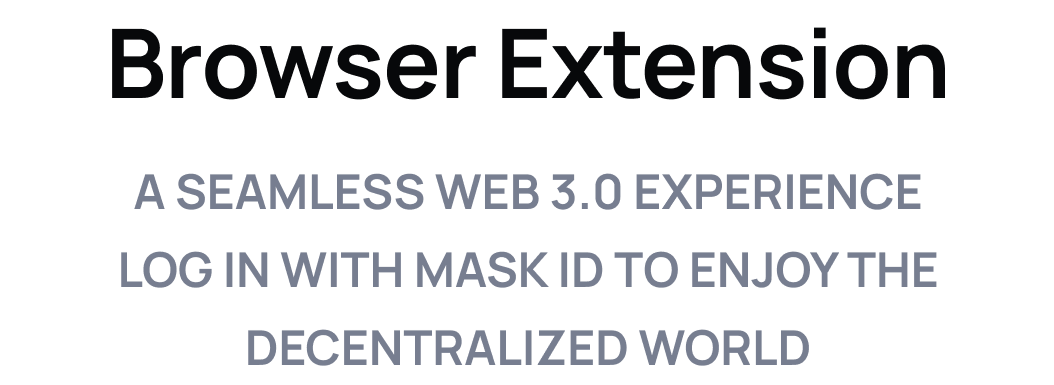 Browser Extension
A SEAMLESS WEB 3.0 EXPERIENCE
LOG IN WITH MASK ID TO ENJOY THE
DECENTRALIZED WORLD